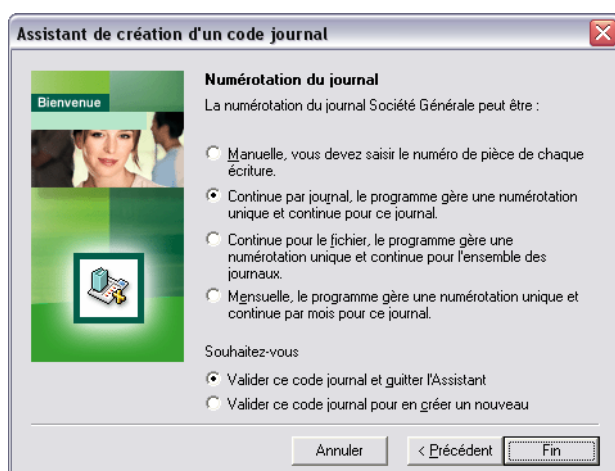 Assistant de création d'un code journal
Bienvenue
Numérotation du journal
La numérotation du journal Société Générale peut être :
Manuelle, vous devez saisir le numéro de pièce de chaque
écriture.
Continue par journal, le programme gère une numérotation
unique et continue pour ce journal.
Continue pour le fichier, le programme gère une
numérotation unique et continue pour l'ensemble des
journaux.
Mensuelle, le programme gère une numérotation unique et
continue par mois pour ce journal.
Souhaitez-vous
Valider ce code journal et quitter l'Assistant
Valider ce code journal pour en créer un nouveau
Annuler
< Précédent
Fin